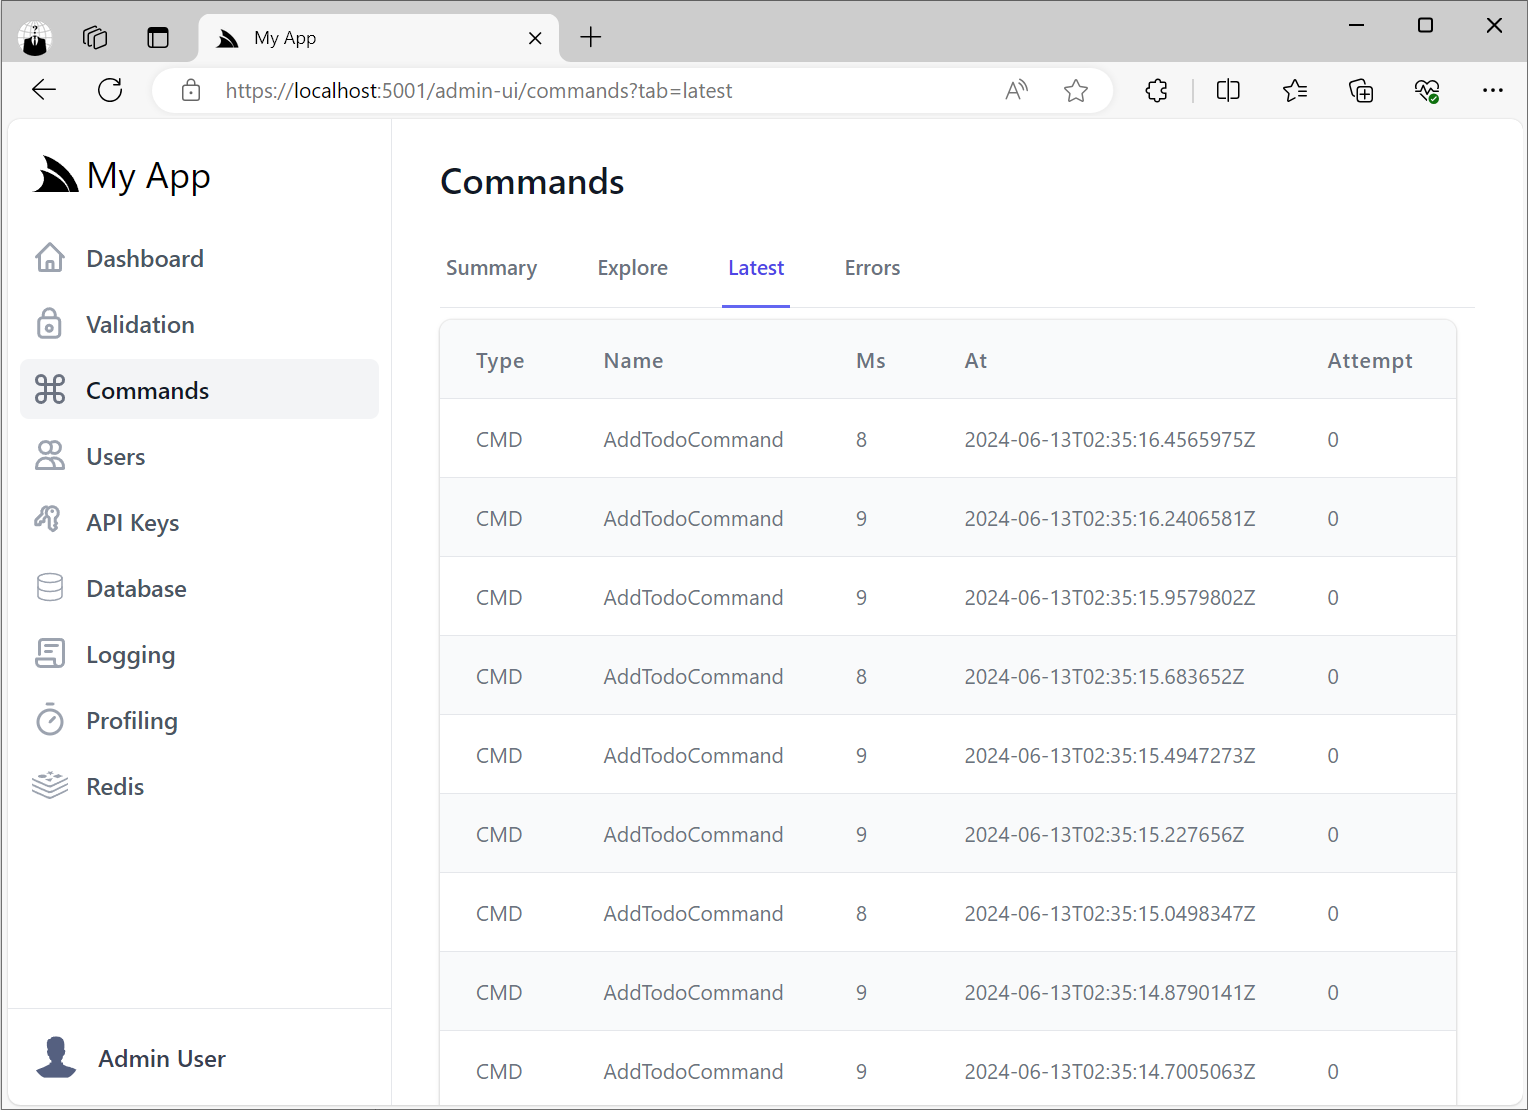 My App
https://localhost:5001/admin-ui/commands?tab=latest
My App
Dashboard
Validation
Commands
Users
API Keys
Database
Logging
Profiling
Redis
Admin User
Commands
Summary Explore Latest Errors
Type Name Ms At Attempt
CMD AddTodoCommand 8 2024-06-13T02:35:16.4565975Z 0
CMD AddTodoCommand 9 2024-06-13T02:35:16.2406581Z 0
CMD AddTodoCommand 9 2024-06-13T02:35:15.9579802Z 0
CMD AddTodoCommand 8 2024-06-13T02:35:15.683652Z 0
CMD AddTodoCommand 9 2024-06-13T02:35:15.4947273Z 0
CMD AddTodoCommand 9 2024-06-13T02:35:15.227656Z 0
CMD AddTodoCommand 8 2024-06-13T02:35:15.0498347Z 0
CMD AddTodoCommand 9 2024-06-13T02:35:14.8790141Z 0
CMD AddTodoCommand 9 2024-06-13T02:35:14.7005063Z 0